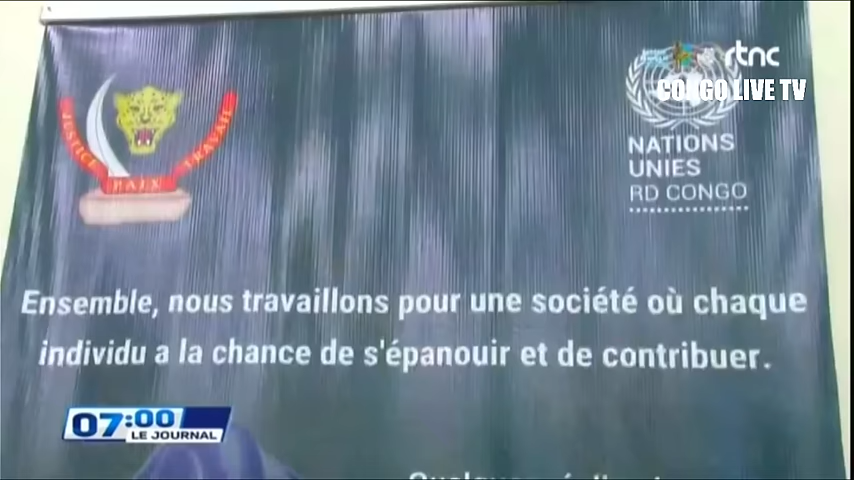 rtnc
CONGO LIVE TV
JUSTICE
PAIX
TRAVAIL
NATIONS
UNIES
RD CONGO
Ensemble, nous travaillons pour une société où chaque
individu a la chance de s'épanouir et de contribuer.
07:00
LE JOURNAL